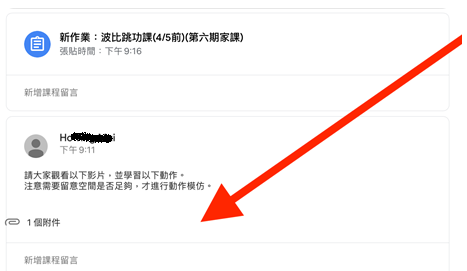 新作業：波比跳功課(4/5前)(第六期家課)
張貼時間：下午9:16
新增課程留言
下午9:11
請大家觀看以下影片，並學習以下動作。
注意需要留意空間是否足夠，才進行動作模仿。
1 個附件
新增課程留言